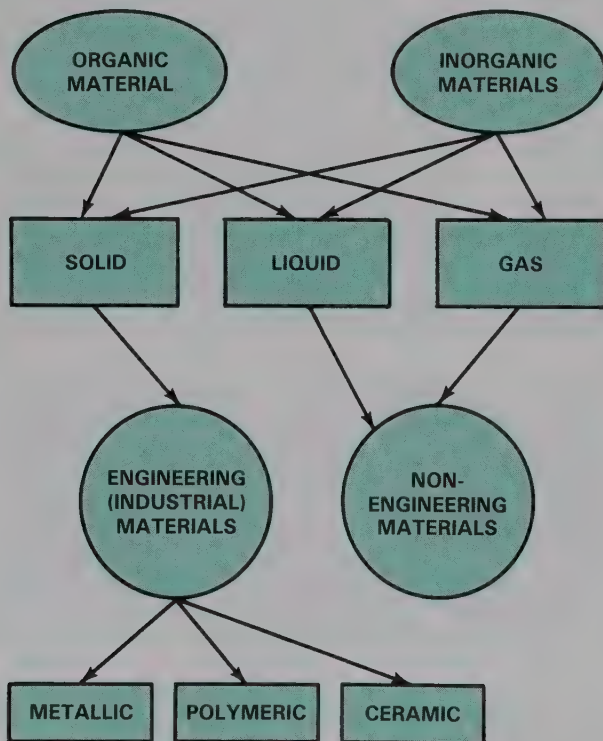 ORGANIC
MATERIAL
INORGANIC
MATERIALS
SOLID
LIQUID
GAS
ENGINEERING
(INDUSTRIAL)
MATERIALS
NON-
ENGINEERING
MATERIALS
METALLIC
POLYMERIC
CERAMIC